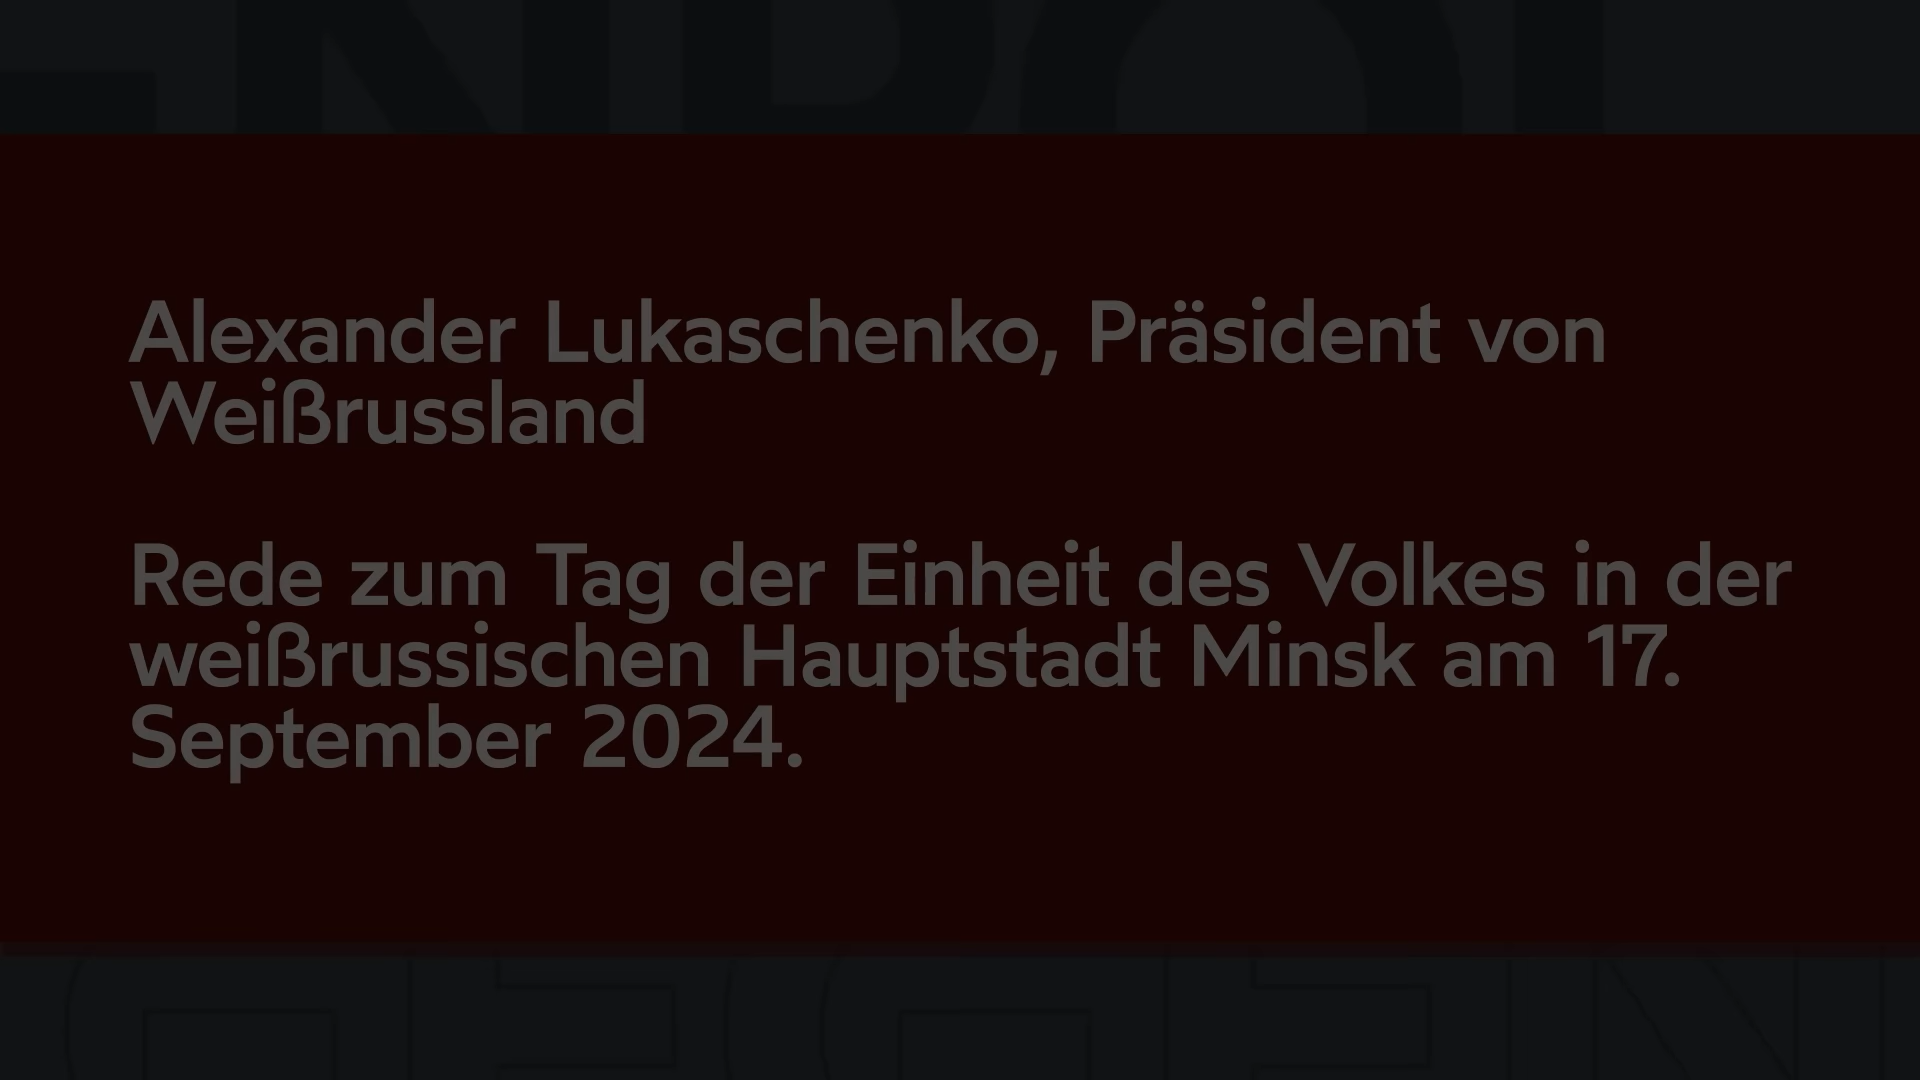 Alexander Lukaschenko, Präsident von
Weißrussland
Rede zum Tag der Einheit des Volkes in der
weißrussischen Hauptstadt Minsk am 17.
September 2024.